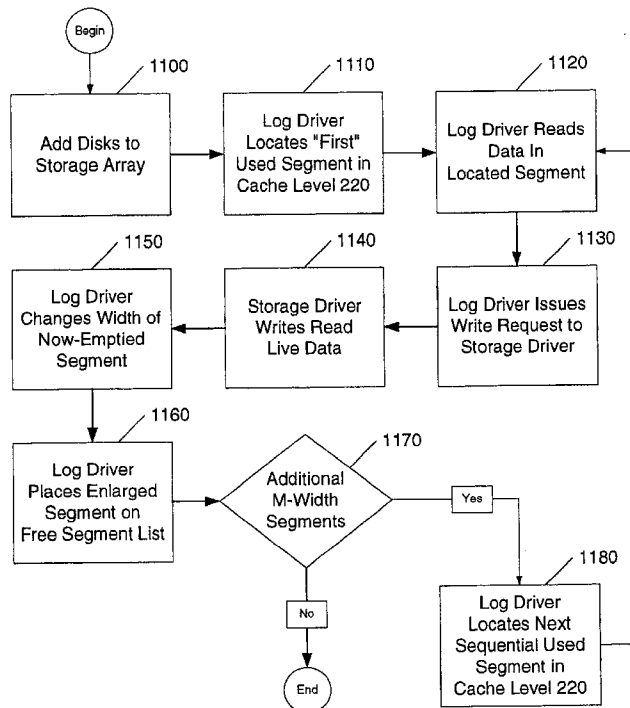 Begin
1100
Add Disks to
Storage Array
1110
Log Driver
Locates "First"
Used Segment in
Cache Level 220
1120
Log Driver Reads
Data In
Located Segment
1130
Log Driver Issues
Write Request to
Storage Driver
1140
Storage Driver
Writes Read
Live Data
1150
Log Driver
Changes Width of
Now-Emptied
Segment
1160
Log Driver
Places Enlarged
Segment on
Free Segment List
1170
Additional
M-Width
Segments
Yes
No
End
1180
Log Driver
Locates Next
Sequential Used
Segment in
Cache Level 220